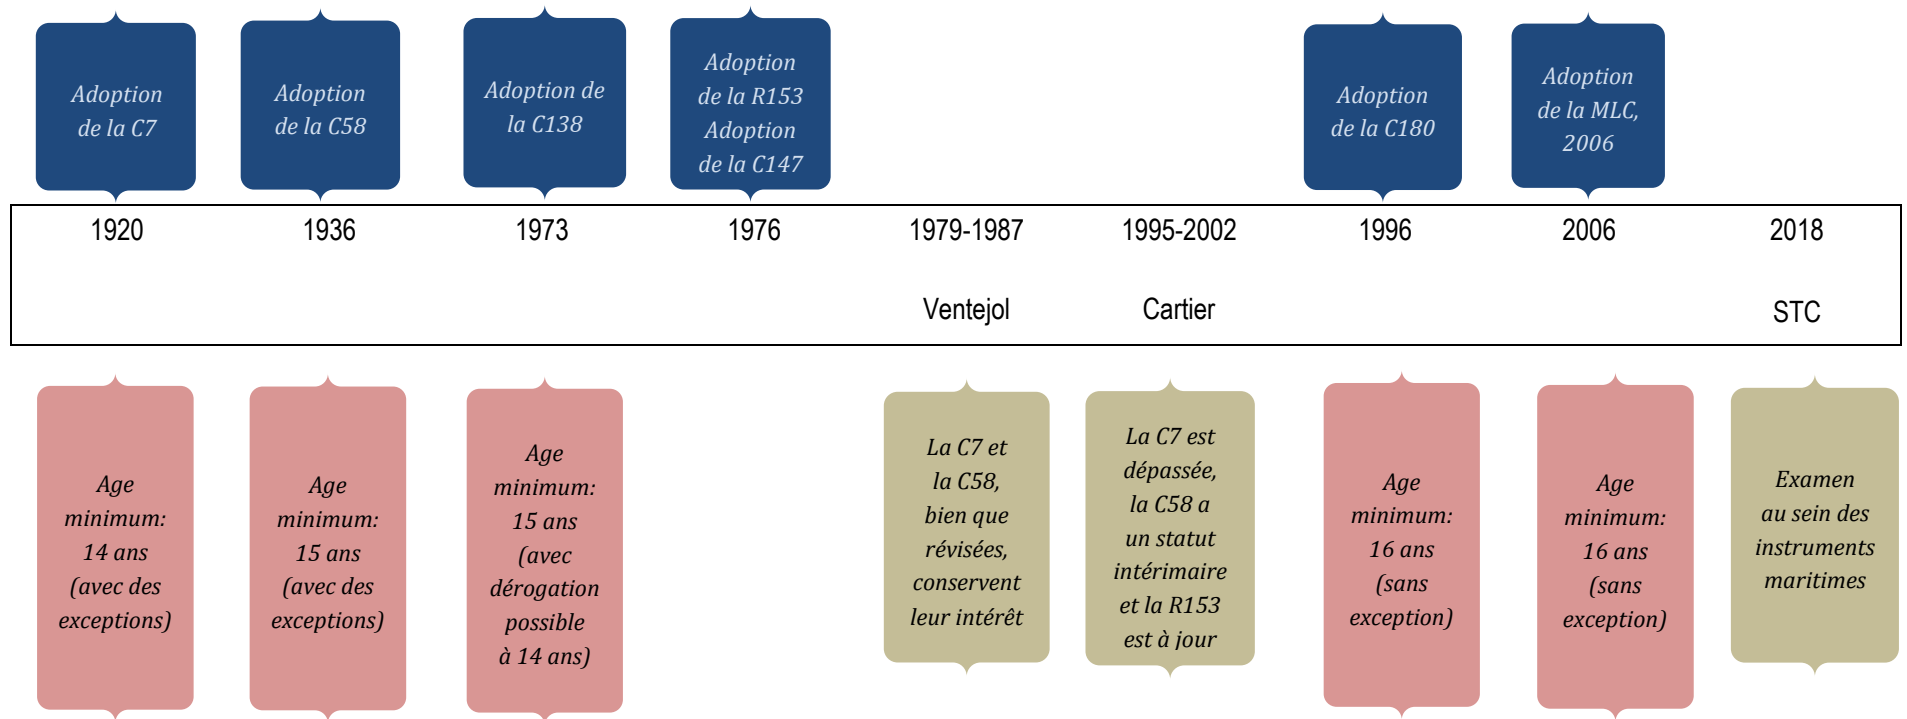 Adoption
de la C7
Adoption
de la C58
Adoption de
la C138
Adoption
de la R153
Adoption
de la C147
Adoption
de la C180
Adoption
de la MLC,
2006
1920
1936
1973
1976
1979-1987
1995-2002
1996
2006
2018
Ventejol
Cartier
STC
Age
minimum:
14 ans
(avec des
exceptions)
Age
minimum:
15 ans
(avec des
exceptions)
Age
minimum:
15 ans
(avec
dérogation
possible
à 14 ans)
La C7 et
la C58,
bien que
révisées,
conservent
leur intérêt
La C7 est
dépassée,
la C58 a
un statut
intérimaire
et la R153
est à jour
Age
minimum:
16 ans
(sans
exception)
Age
minimum:
16 ans
(sans
exception)
Examen
au sein des
instruments
maritimes